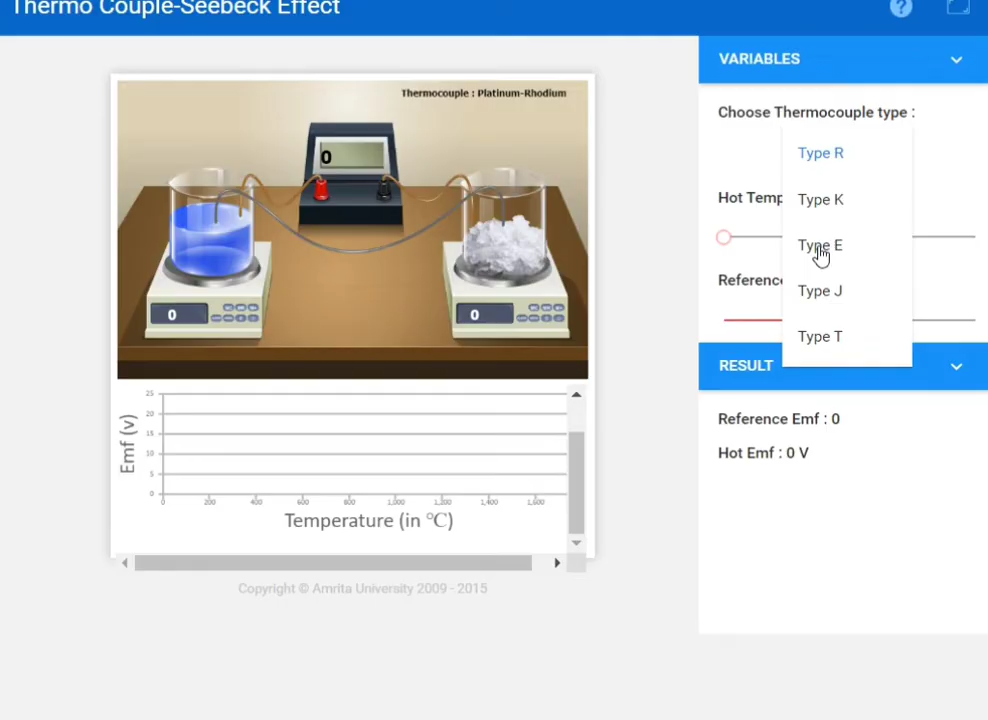 Thermo Couple-Seebeck Effect
?
VARIABLES
Thermocouple : Platinum-Rhodium
0
Choose Thermocouple type :
Type R
Type K
Hot Temp
Type E
Reference
Type J
Type T
0
0
RESULT
Reference Emf : 0
Hot Emf : 0 V
25
20
15
10
5
0
Emf (v)
0 200 400 600 800 1,000 1,200 1,400 1,600
Temperature (in °C)
Copyright © Amrita University 2009 - 2015